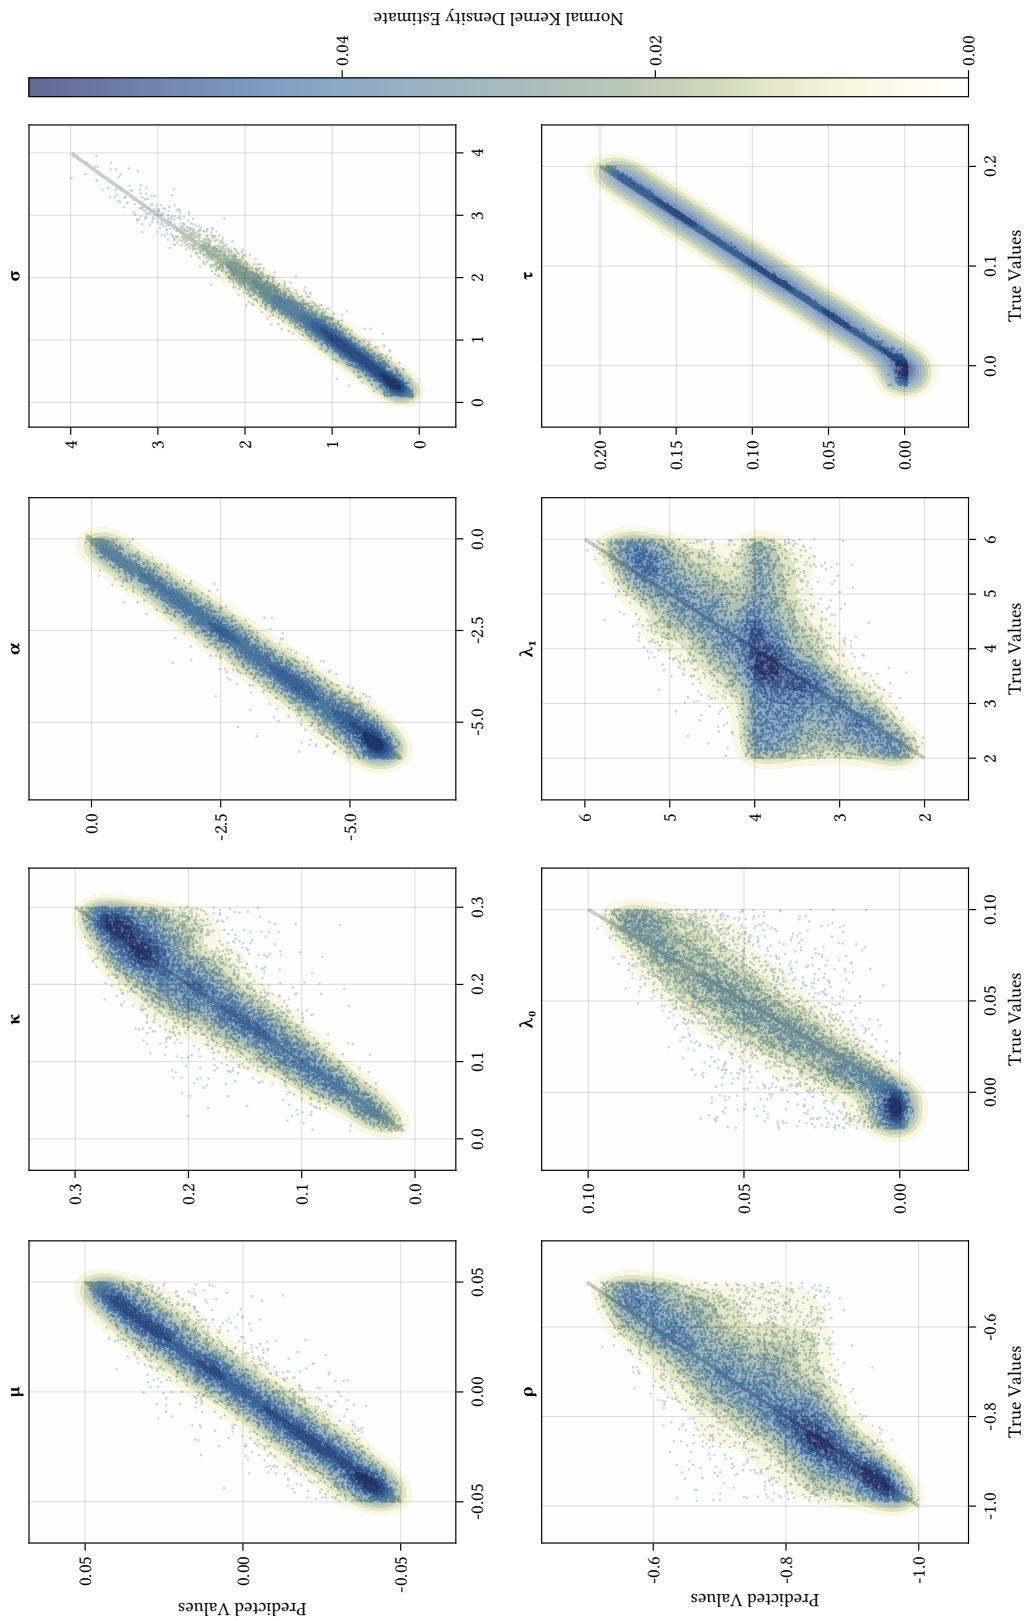 μ
Predicted Values
0.05
0.00
-0.05
-0.05 0.00 0.05
κ
0.3
0.2
0.1
0.0
0.0 0.1 0.2 0.3
α
0.0
-2.5
-5.0
-5.0 -2.5 0.0
σ
4
3
2
1
0
0 1 2 3 4
ρ
Predicted Values
-0.6
-0.8
-1.0
-1.0 -0.8 -0.6
True Values
λ₀
0.10
0.05
0.00
0.00 0.05 0.10
True Values
λ₁
6
5
4
3
2
2 3 4 5 6
True Values
τ
0.20
0.15
0.10
0.05
0.00
0.0 0.1 0.2
True Values
0.04
0.02
0.00
Normal Kernel Density Estimate